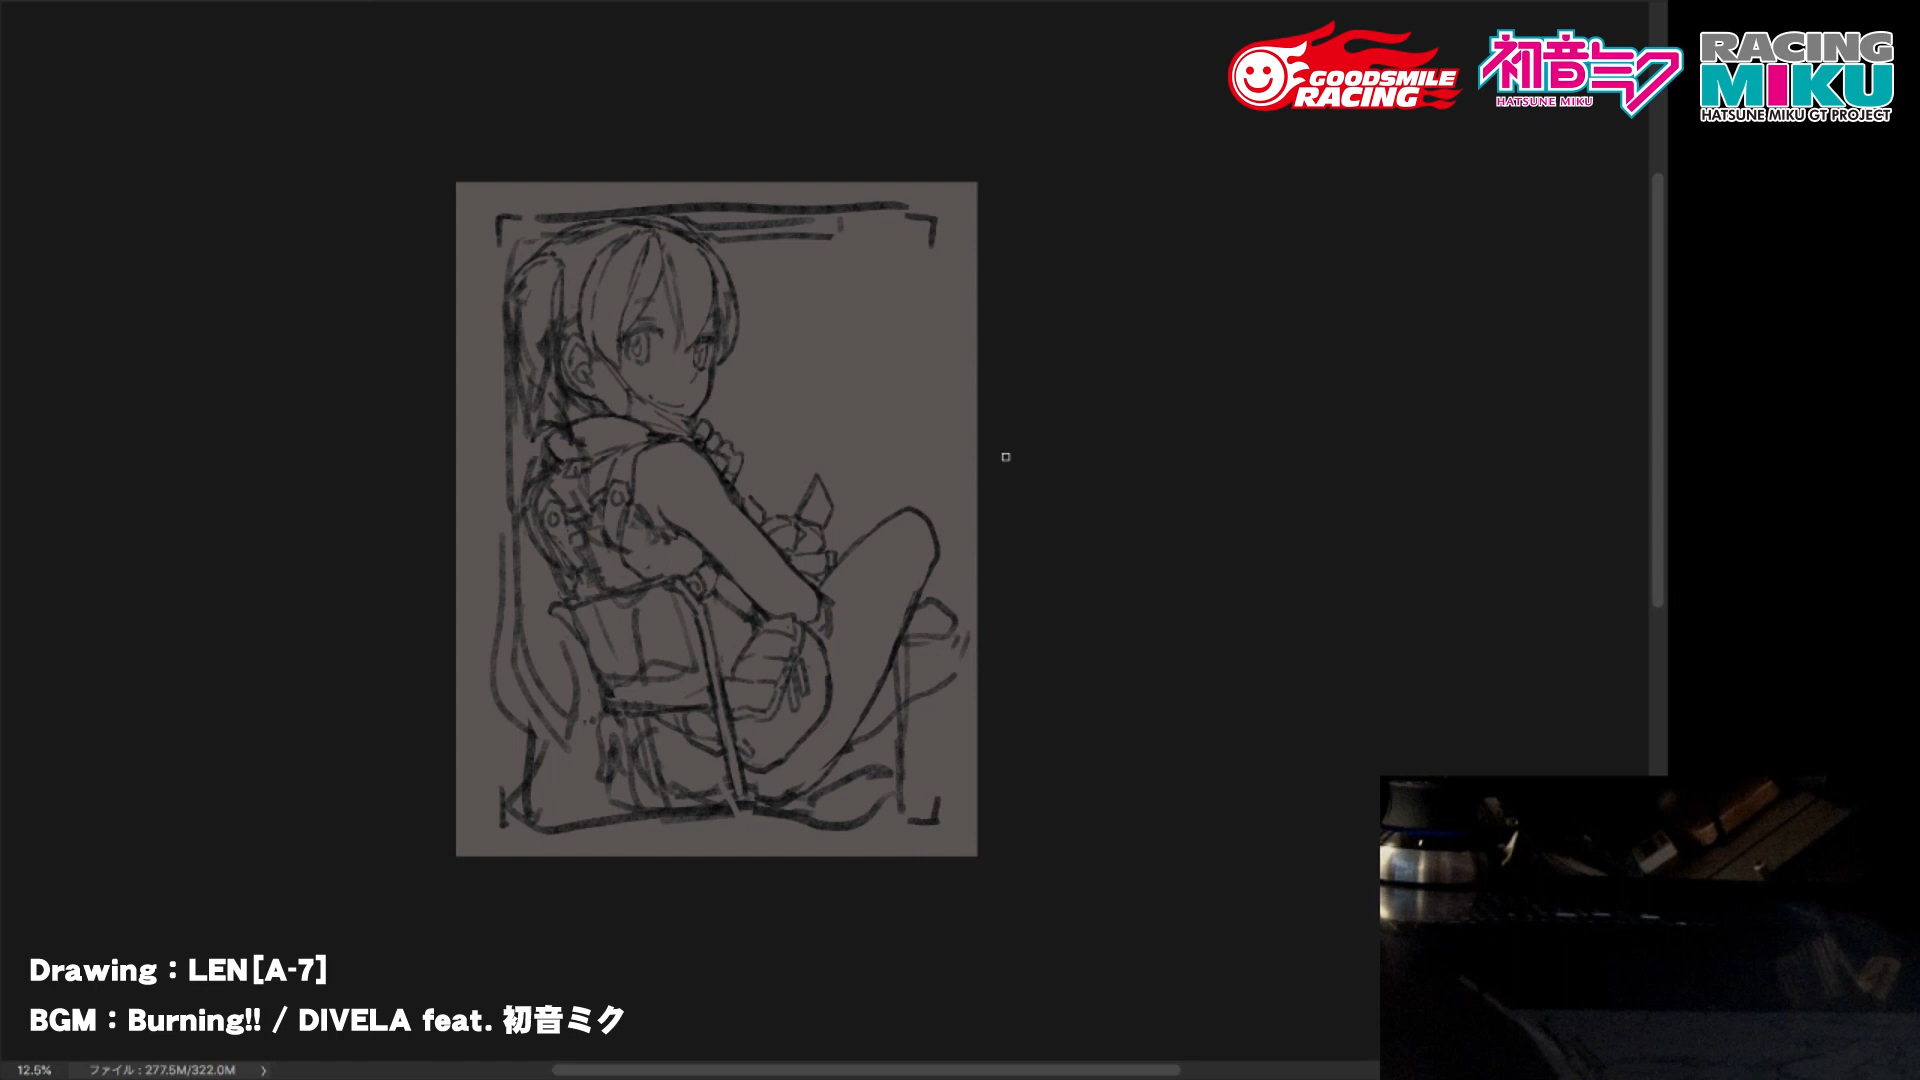 GOODSMILE
RACING
初音ミク
HATSUNE MIKU
RACING
MIKU
HATSUNE MIKU GT PROJECT
Drawing : LEN[A-7]
BGM : Burning!! / DIVELA feat. 初音ミク
12.5% ファイル : 277.5M/322.0M